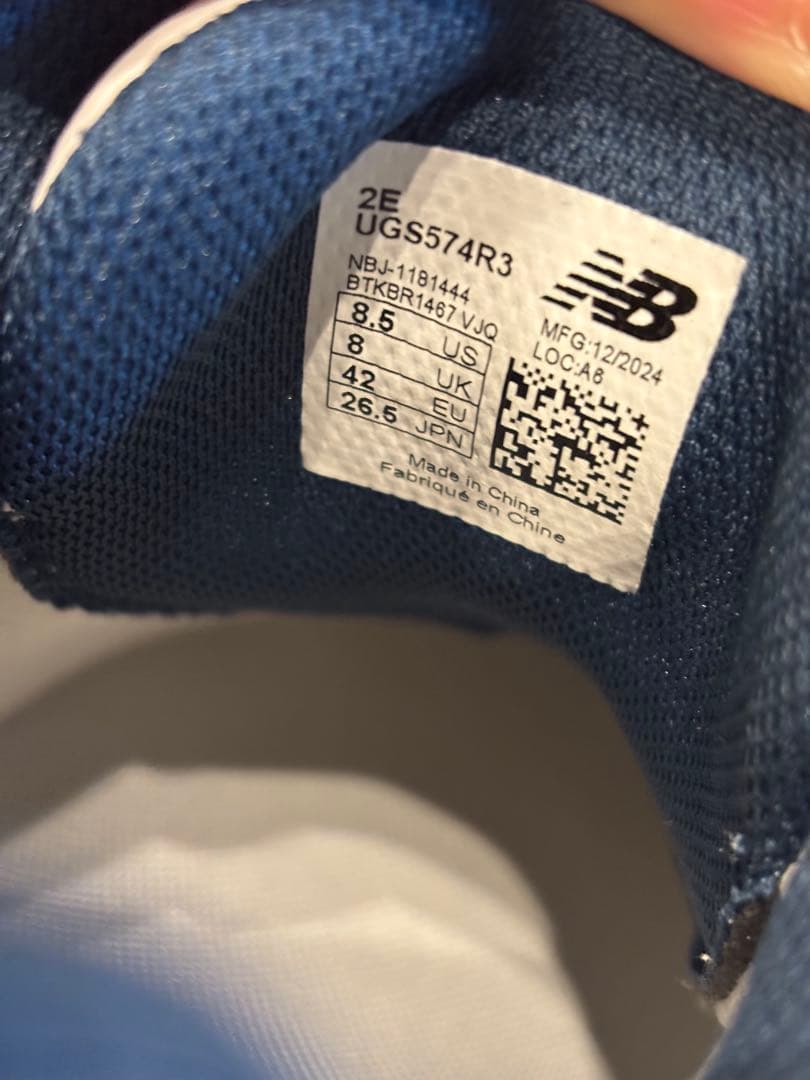 2E
UGS574R3
NBJ-1181444
BTKBR1467 VJQ
8.5 US
8 UK
42 EU
26.5 JPN
NB
MFG:12/2024
LOC:A6
Made in China
Fabriqué en Chine